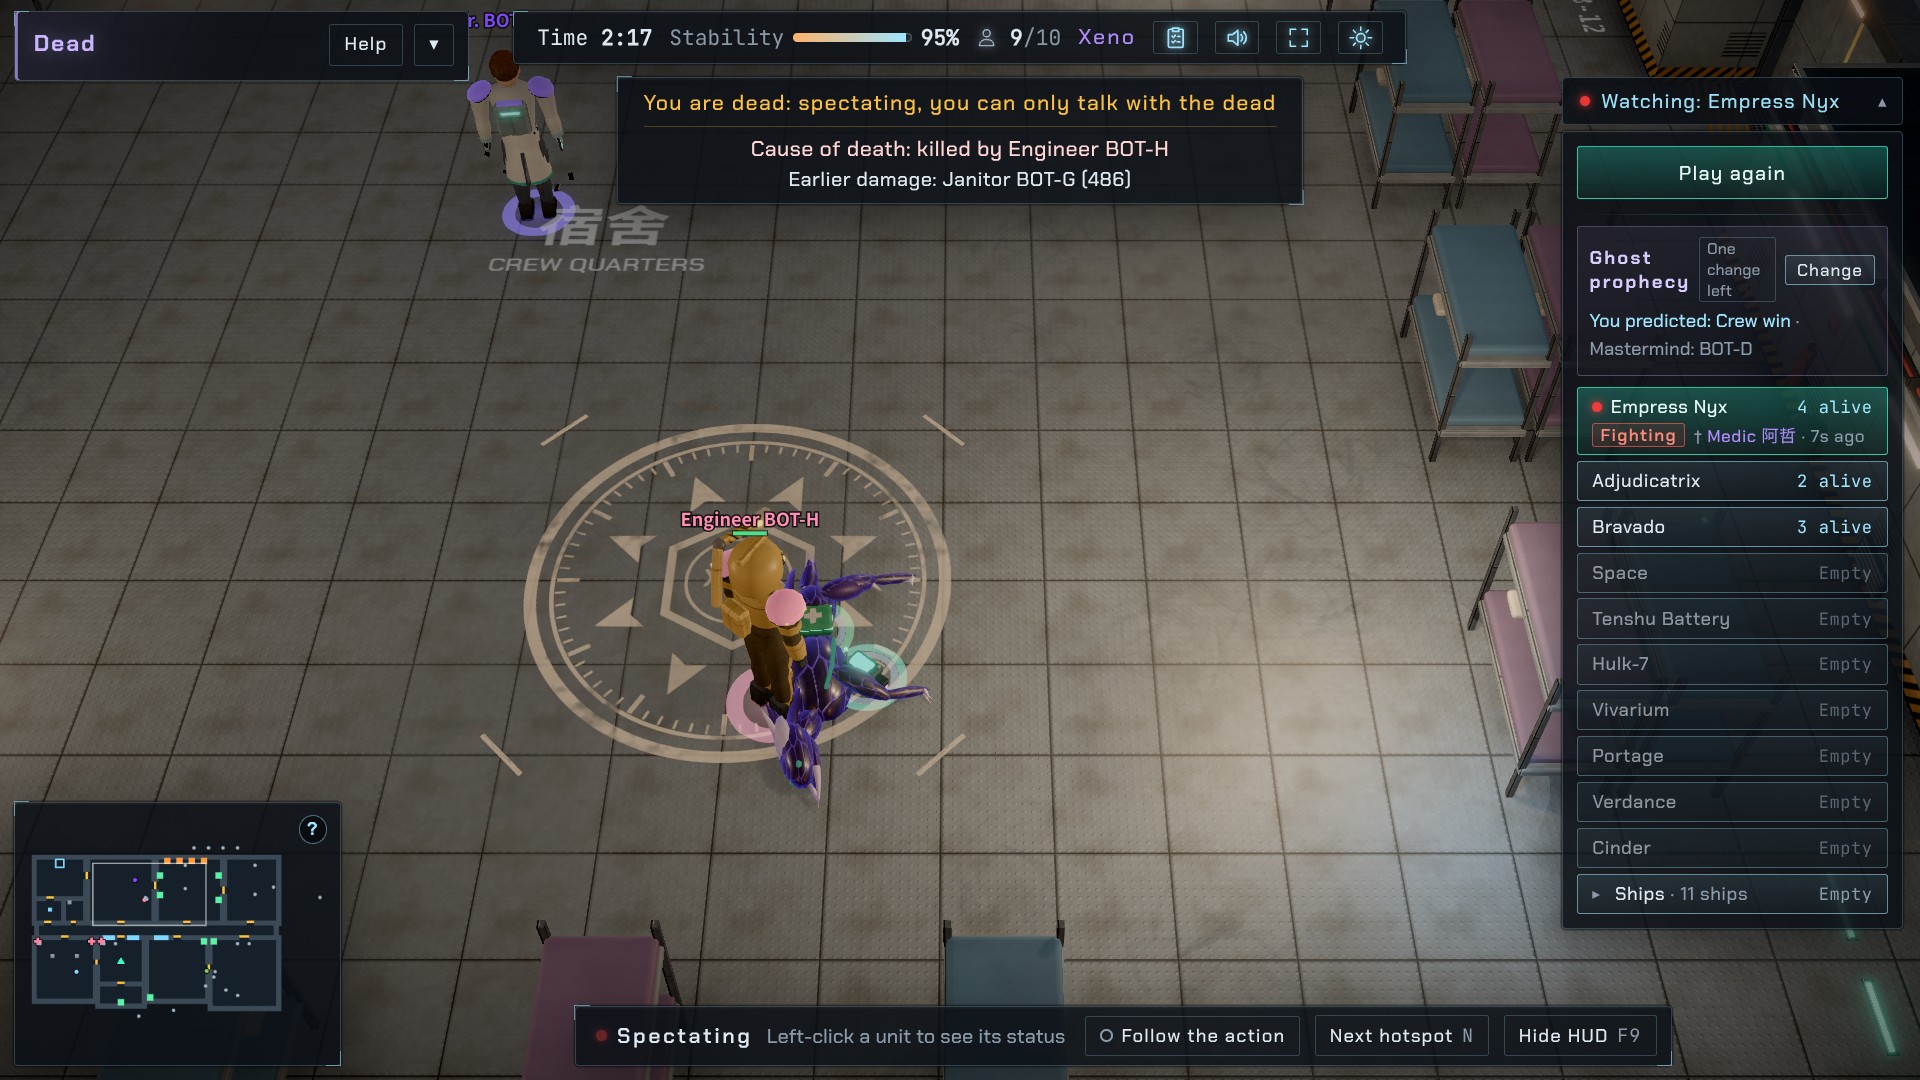 Dead
Help
▼
r. BOT
Time 2:17 Stability 95% 9/10 Xeno
You are dead: spectating, you can only talk with the dead
Cause of death: killed by Engineer BOT-H
Earlier damage: Janitor BOT-G (486)
Watching: Empress Nyx ▲
Play again
Ghost prophecy
One change left
Change
You predicted: Crew win ·
Mastermind: BOT-D
Empress Nyx 4 alive
Fighting † Medic 阿哲 · 7s ago
Adjudicatrix 2 alive
Bravado 3 alive
Space Empty
Tenshu Battery Empty
Hulk-7 Empty
Vivarium Empty
Portage Empty
Verdance Empty
Cinder Empty
▸ Ships · 11 ships Empty
宿舍
CREW QUARTERS
Engineer BOT-H
?
Spectating Left-click a unit to see its status
Follow the action
Next hotspot N
Hide HUD F9